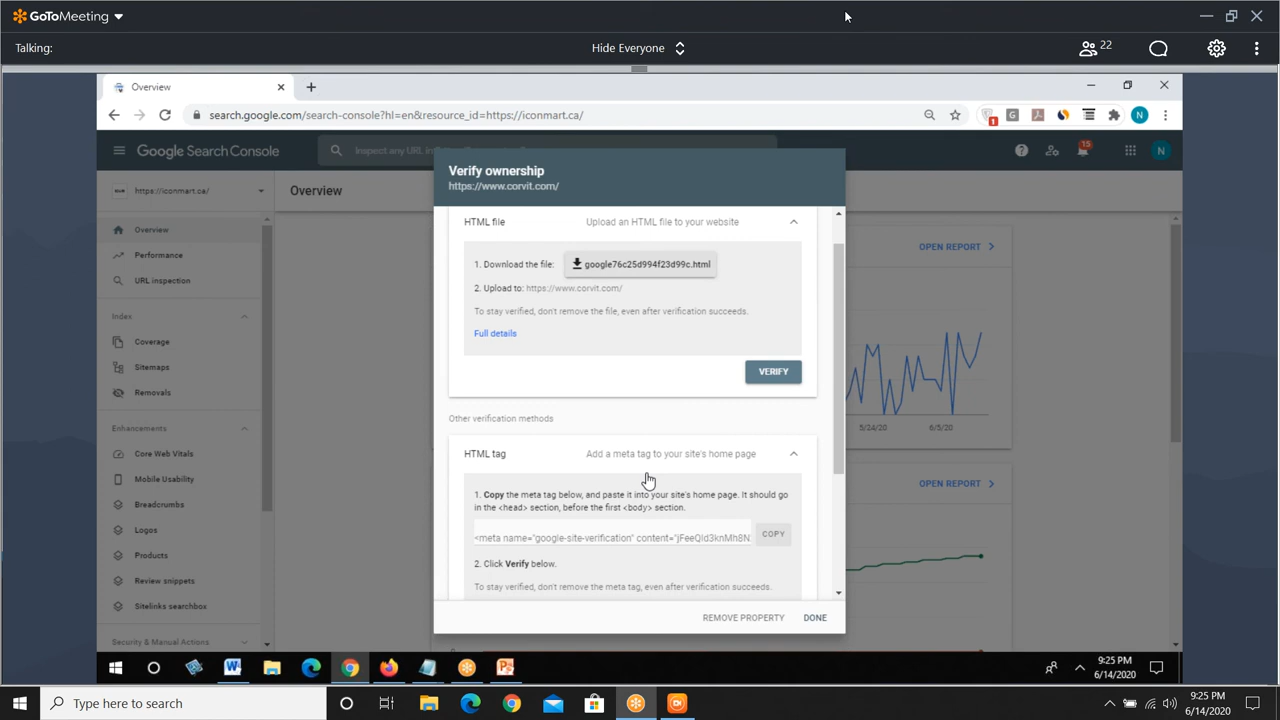 GoToMeeting
Talking:
Hide Everyone
22
Overview
search.google.com/search-console?hl=en&resource_id=https://iconmart.ca/
1
N
Google Search Console
Inspect any URL in
15
N
https://iconmart.ca/
Overview
Overview
Performance
URL inspection
Index
Coverage
Sitemaps
Removals
Enhancements
Core Web Vitals
Mobile Usability
Breadcrumbs
Logos
Products
Review snippets
Sitelinks searchbox
Security & Manual Actions
OPEN REPORT
5/24/20
6/5/20
OPEN REPORT
Verify ownership
https://www.corvit.com/
HTML file
Upload an HTML file to your website
1. Download the file:
google76c25d994f23d99c.html
2. Upload to: https://www.corvit.com/
To stay verified, don't remove the file, even after verification succeeds.
Full details
VERIFY
Other verification methods
HTML tag
Add a meta tag to your site's home page
1. Copy the meta tag below, and paste it into your site's home page. It should go
in the <head> section, before the first <body> section.
<meta name="google-site-verification" content="jFeeQId3knMh8N
COPY
2. Click Verify below.
To stay verified, don't remove the meta tag, even after verification succeeds.
REMOVE PROPERTY
DONE
9:25 PM
6/14/2020
Type here to search
9:25 PM
6/14/2020